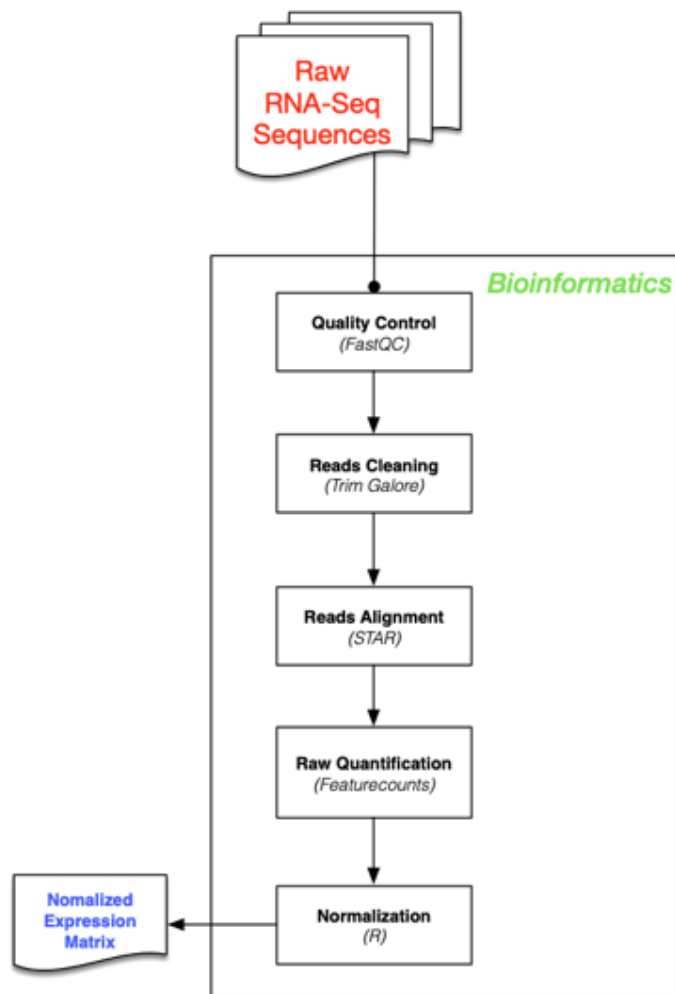 Raw
RNA-Seq
Sequences
Bioinformatics
Quality Control
(FastQC)
Reads Cleaning
(Trim Galore)
Reads Alignment
(STAR)
Raw Quantification
(Featurecounts)
Nomalized
Expression
Matrix
Normalization
(R)